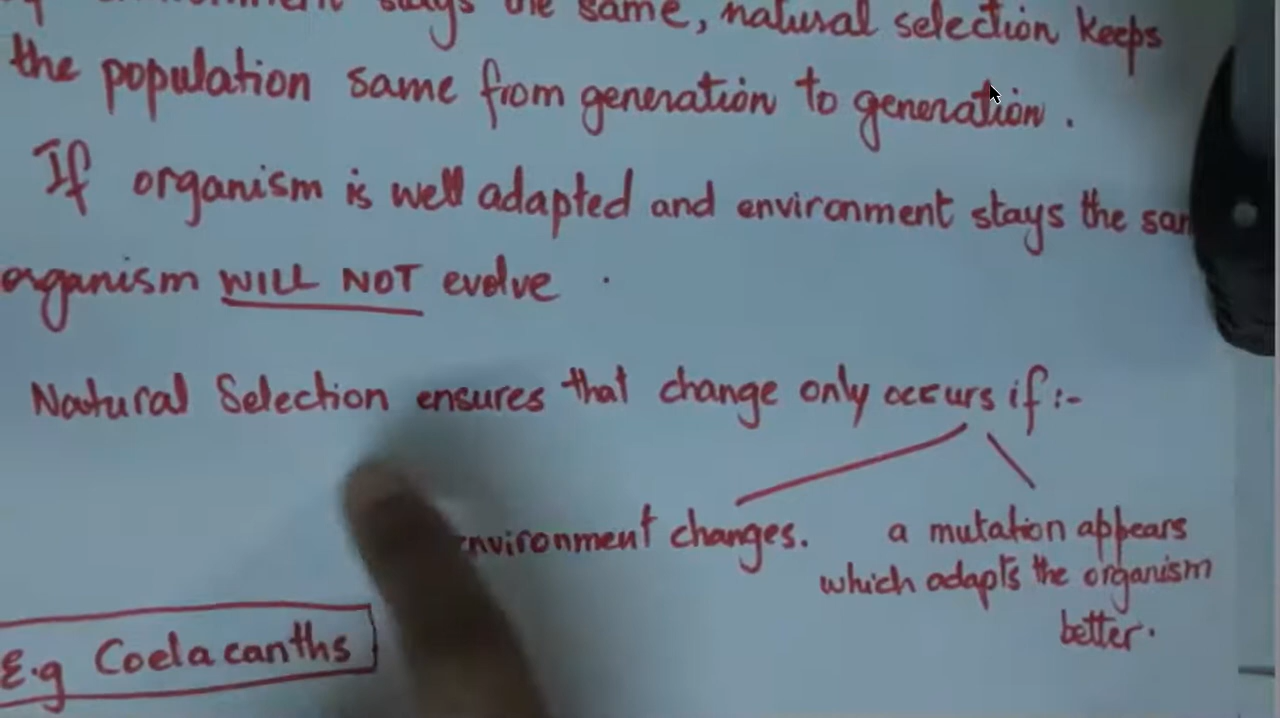 stays the same, natural selection keeps
the population same from generation to generation.
If organism is well adapted and environment stays the
organism WILL NOT evolve.
Natural Selection ensures that change only occurs if :-
changes. a mutation appears
which adapts the organism
better.
E.g Coelacanths